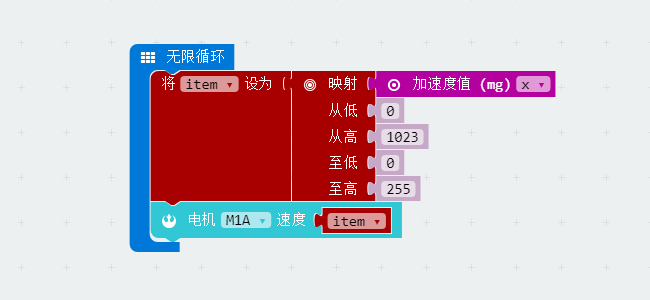 无限循环
将 item 设为 映射 加速度值 (mg) x
从低 0
从高 1023
至低 0
至高 255
电机 M1A 速度 item